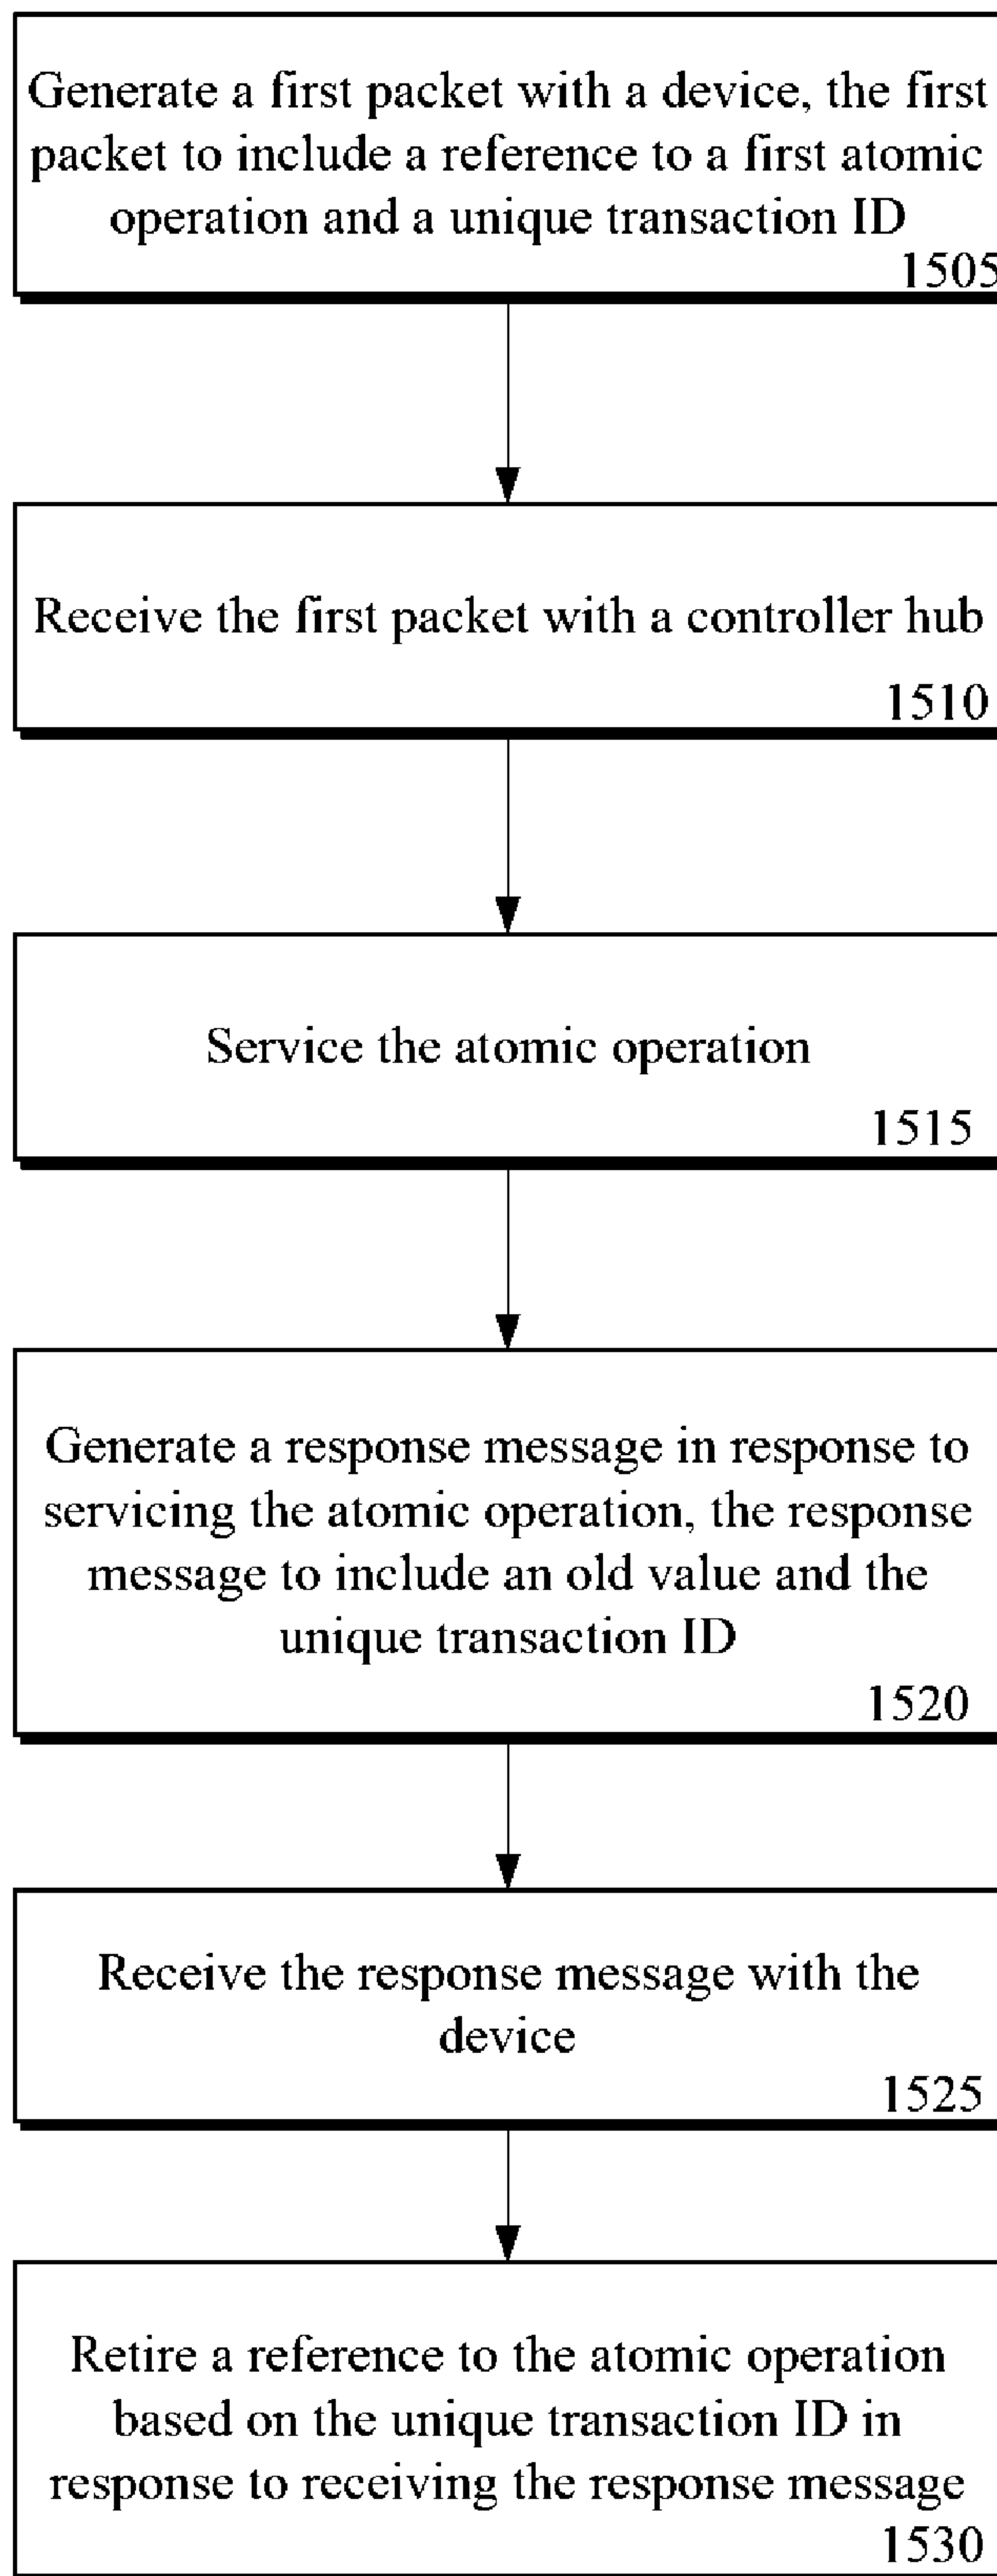 Generate a first packet with a device, the first
packet to include a reference to a first atomic
operation and a unique transaction ID
1505
Receive the first packet with a controller hub
1510
Service the atomic operation
1515
Generate a response message in response to
servicing the atomic operation, the response
message to include an old value and the
unique transaction ID
1520
Receive the response message with the
device
1525
Retire a reference to the atomic operation
based on the unique transaction ID in
response to receiving the response message
1530